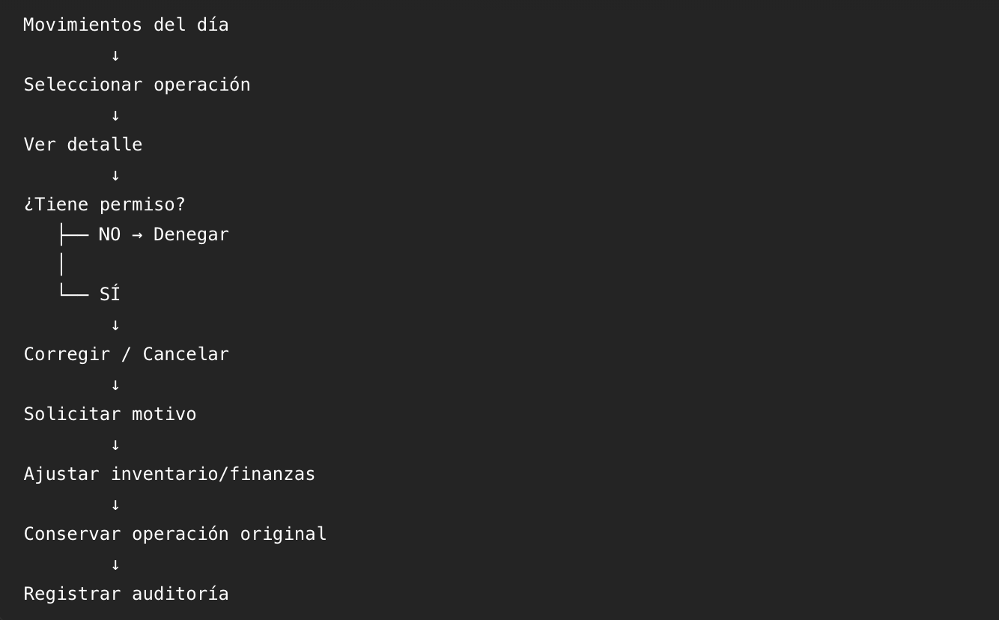 Movimientos del día
↓
Seleccionar operación
↓
Ver detalle
↓
¿Tiene permiso?
├── NO → Denegar
│
└── SÍ
↓
Corregir / Cancelar
↓
Solicitar motivo
↓
Ajustar inventario/finanzas
↓
Conservar operación original
↓
Registrar auditoría